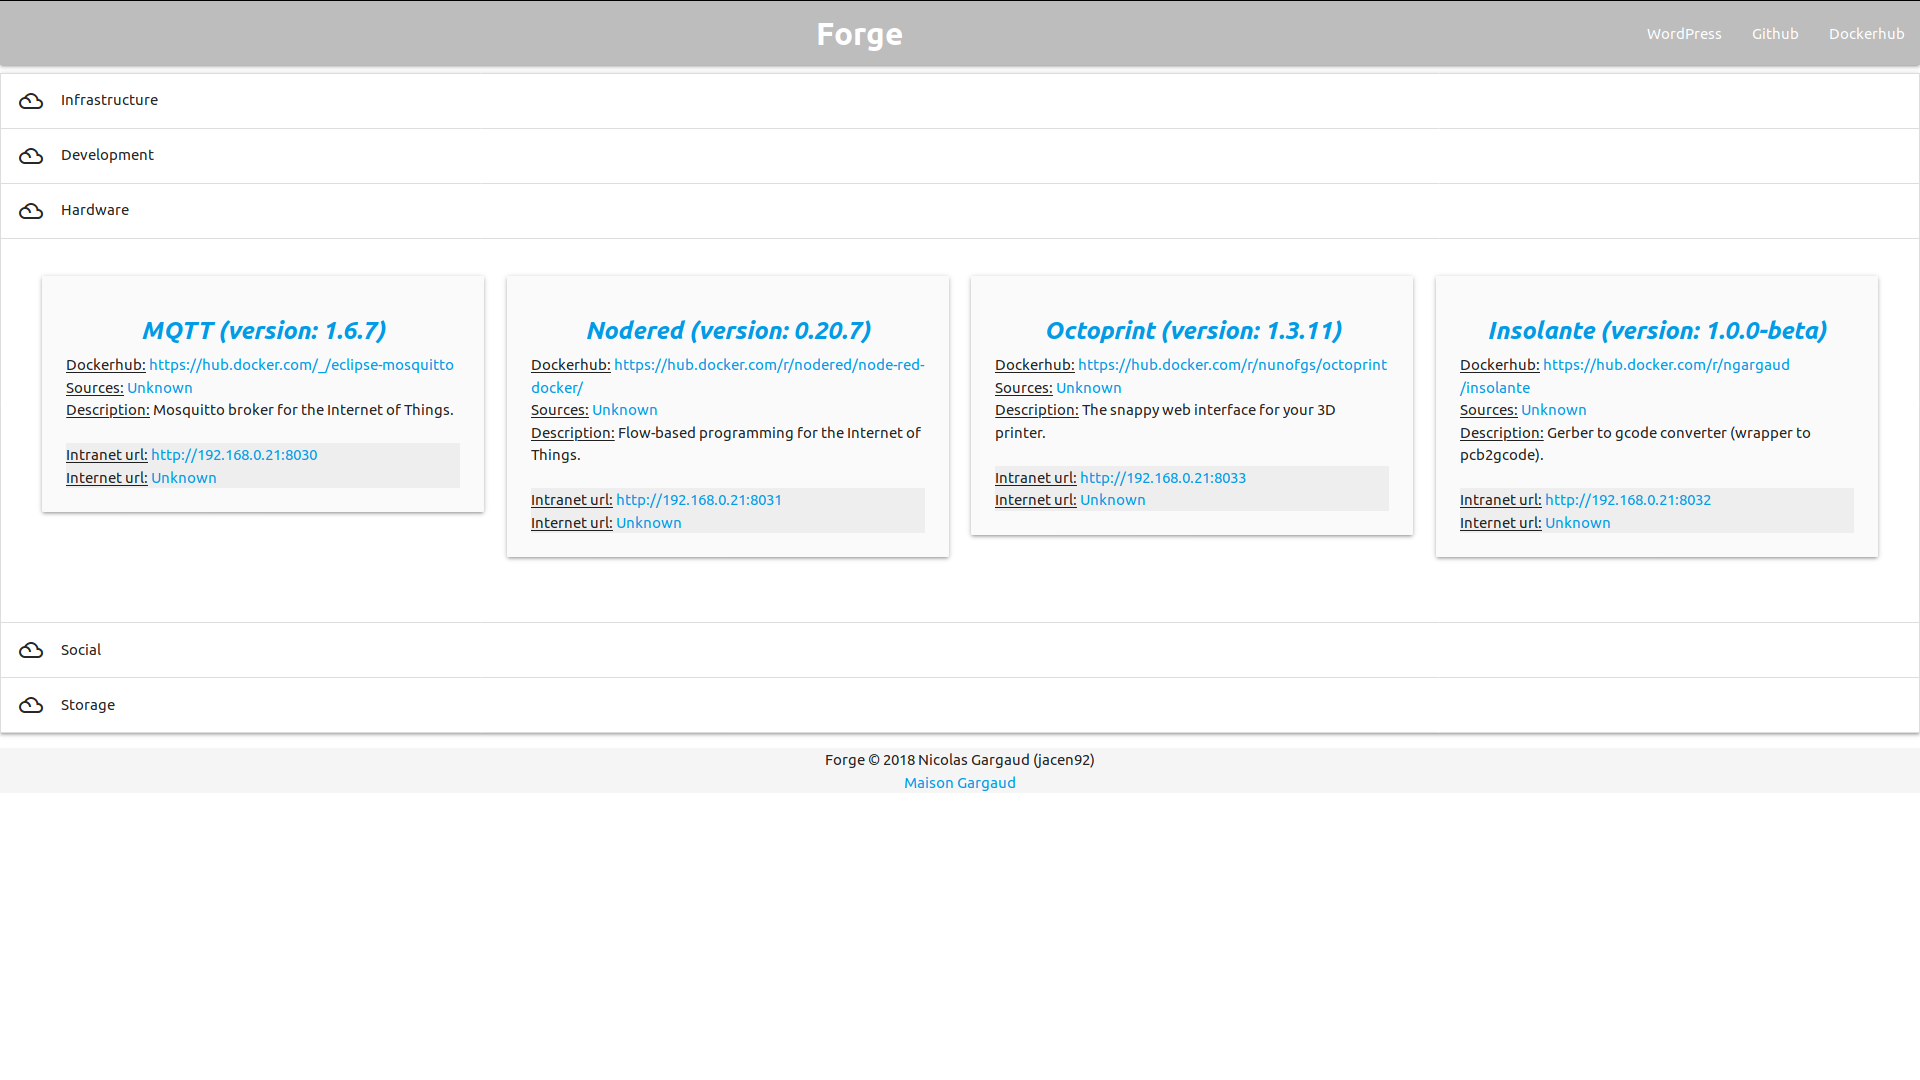 Forge
WordPress Github Dockerhub
Infrastructure
Development
Hardware
MQTT (version: 1.6.7)
Dockerhub: https://hub.docker.com/_/eclipse-mosquitto
Sources: Unknown
Description: Mosquitto broker for the Internet of Things.
Intranet url: http://192.168.0.21:8030
Internet url: Unknown
Nodered (version: 0.20.7)
Dockerhub: https://hub.docker.com/r/nodered/node-red-
docker/
Sources: Unknown
Description: Flow-based programming for the Internet of
Things.
Intranet url: http://192.168.0.21:8031
Internet url: Unknown
Octoprint (version: 1.3.11)
Dockerhub: https://hub.docker.com/r/nunofgs/octoprint
Sources: Unknown
Description: The snappy web interface for your 3D
printer.
Intranet url: http://192.168.0.21:8033
Internet url: Unknown
Insolante (version: 1.0.0-beta)
Dockerhub: https://hub.docker.com/r/ngargaud
/insolante
Sources: Unknown
Description: Gerber to gcode converter (wrapper to
pcb2gcode).
Intranet url: http://192.168.0.21:8032
Internet url: Unknown
Social
Storage
Forge © 2018 Nicolas Gargaud (jacen92)
Maison Gargaud